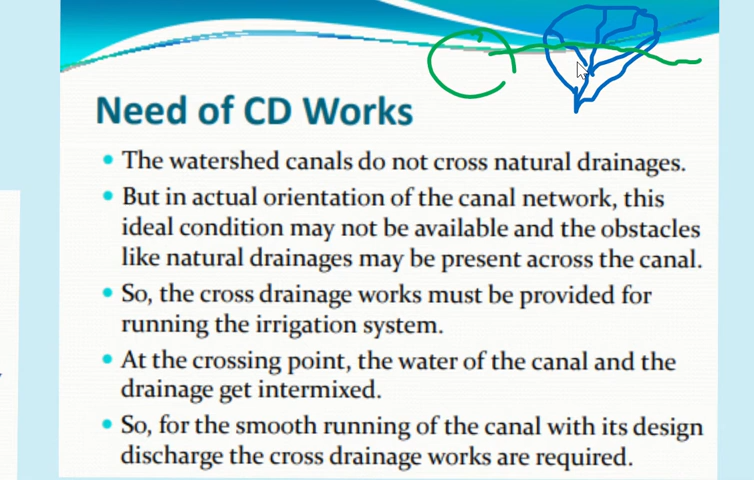 Need of CD Works
• The watershed canals do not cross natural drainages.
• But in actual orientation of the canal network, this
ideal condition may not be available and the obstacles
like natural drainages may be present across the canal.
• So, the cross drainage works must be provided for
running the irrigation system.
• At the crossing point, the water of the canal and the
drainage get intermixed.
• So, for the smooth running of the canal with its design
discharge the cross drainage works are required.